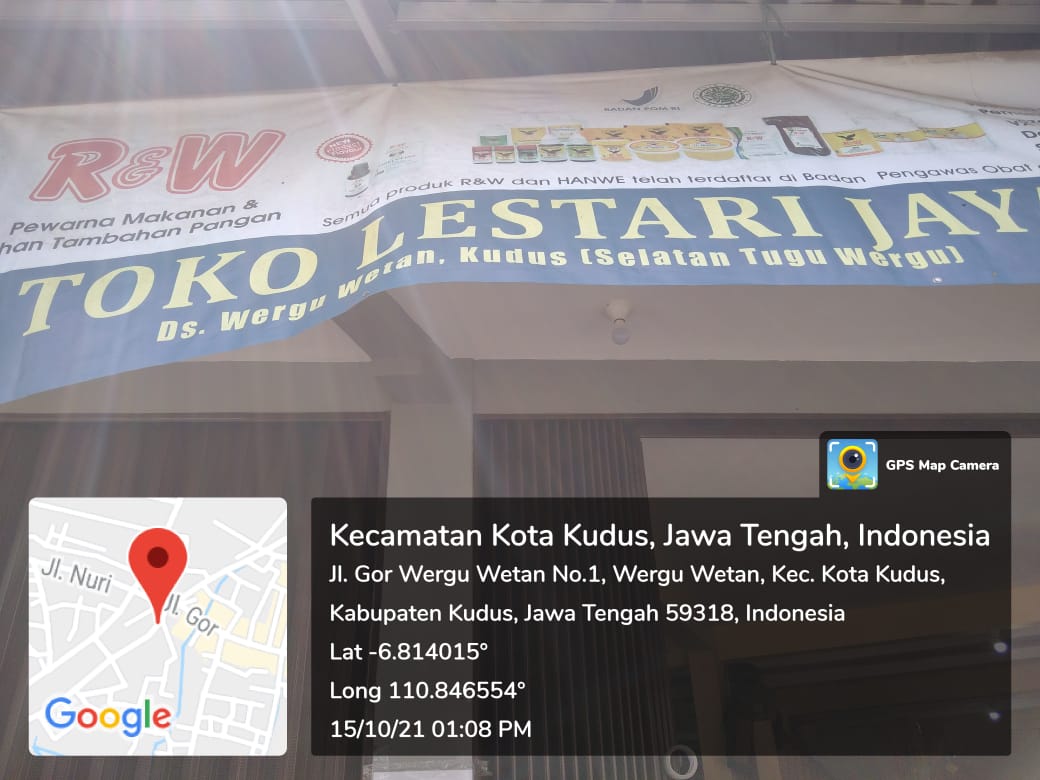 BADAN POM RI
R&W
NEW
Pewarna Makanan &
han Tambahan Pangan
Semua produk R&W dan HANWE telah terdaftar di Badan Pengawas Obat
TOKO LESTARI JAY
Ds. Wergu Wetan, Kudus (Selatan Tugu Wergu)
GPS Map Camera
Kecamatan Kota Kudus, Jawa Tengah, Indonesia
Jl. Gor Wergu Wetan No.1, Wergu Wetan, Kec. Kota Kudus,
Kabupaten Kudus, Jawa Tengah 59318, Indonesia
Lat -6.814015°
Long 110.846554°
15/10/21 01:08 PM
Jl. Nuri
Jl. Gor
Google